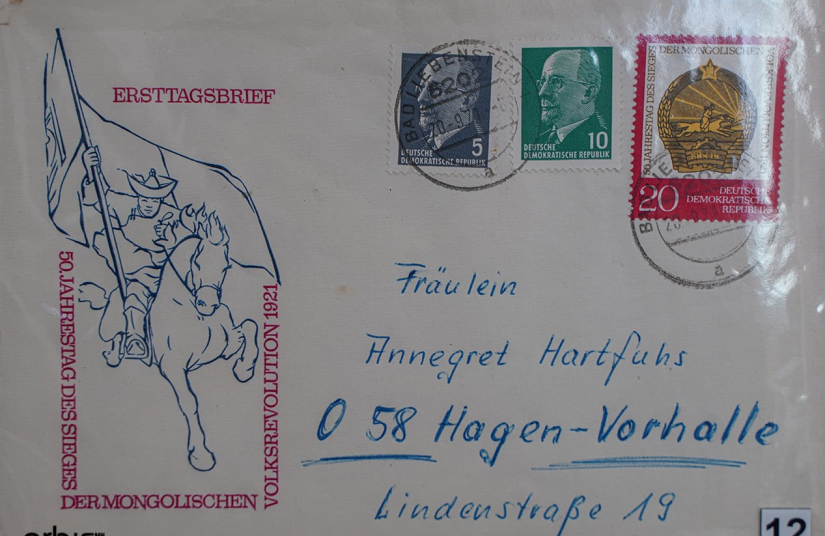 ERSTTAGSBRIEF
50. JAHRESTAG DES SIEGES
DER MONGOLISCHEN
VOLKSREVOLUTION 1921
BAD LIEBENSTEIN
620
a
5
DEUTSCHE
DEMOKRATISCHE REPUBLIK
10
DEUTSCHE
DEMOKRATISCHE REPUBLIK
50. JAHRESTAG DES SIEGES
DER MONGOLISCHEN
VOLKSREVOLUTION
20
DEUTSCHE
DEMOKRATISCHE
REPUBLIK
a
Fräulein
Annegret Hartfuhs
O 58 Hagen-Vorhalle
Lindenstraße 19
12